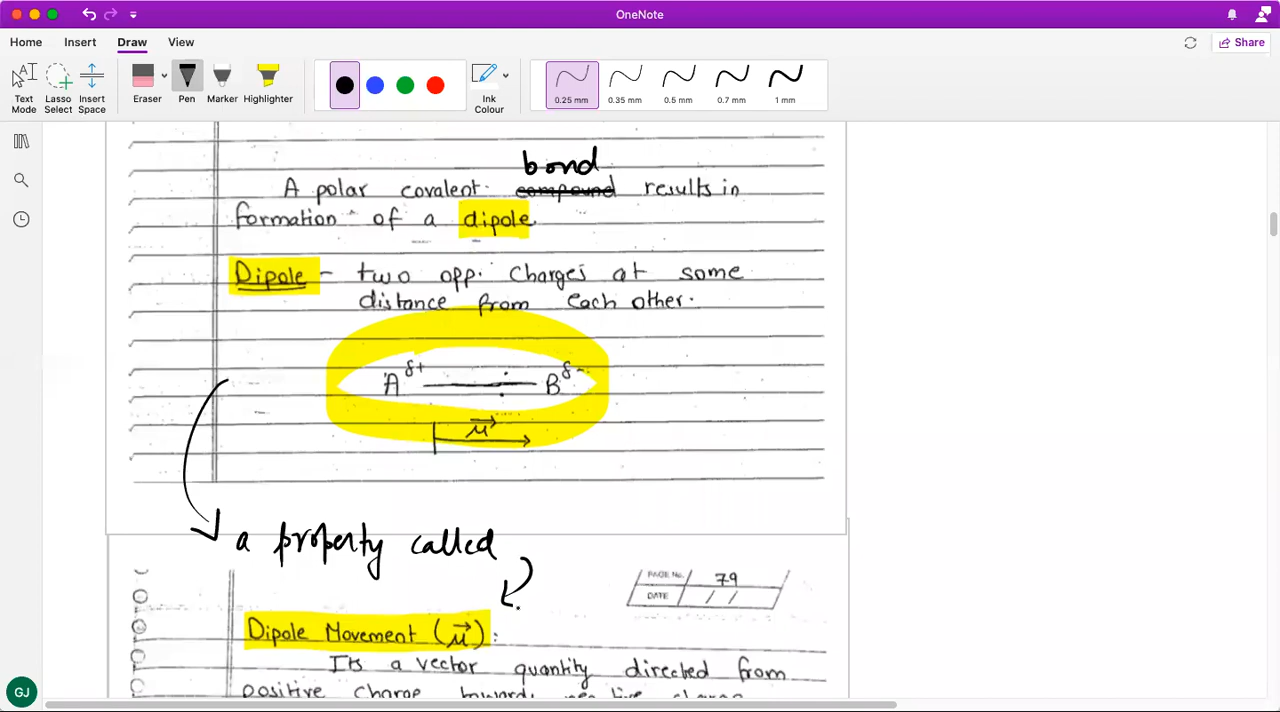 OneNote
Home Insert Draw View
Share
Text Mode
Lasso Select
Insert Space
Eraser
Pen
Marker
Highlighter
Ink Colour
0.25 mm
0.35 mm
0.5 mm
0.7 mm
1 mm
bond
A polar covalent compound results in
formation of a dipole.
Dipole - two opp. Charges at some
distance from each other.
A δ+ B δ-
μ
a property called
PAGE No. 79
DATE / /
Dipole Movement (μ) :
Its a vector quantity directed from
positive charge towards negative charge
GJ